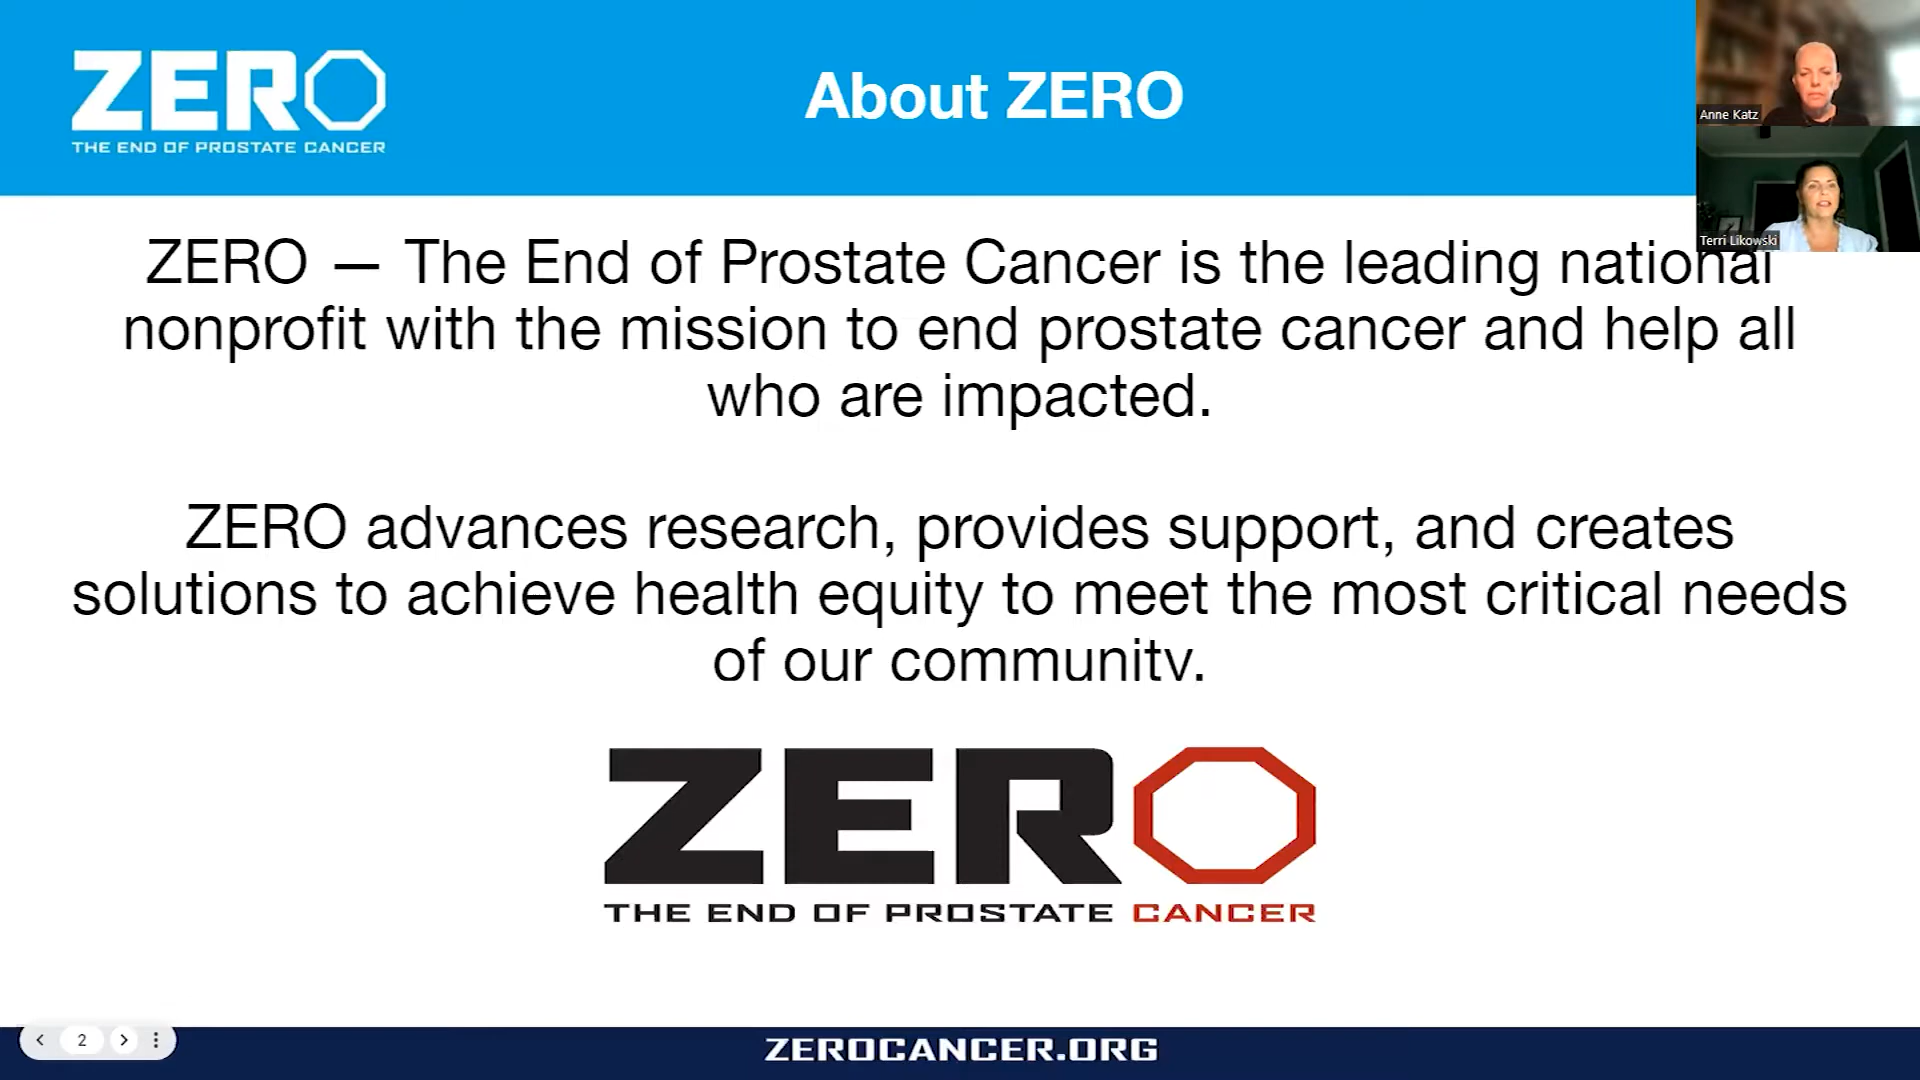 ZERO
THE END OF PROSTATE CANCER
About ZERO
Anne Katz
Terri Likowski
ZERO — The End of Prostate Cancer is the leading national
nonprofit with the mission to end prostate cancer and help all
who are impacted.
ZERO advances research, provides support, and creates
solutions to achieve health equity to meet the most critical needs
of our community.
ZERO
THE END OF PROSTATE CANCER
2
ZEROCANCER.ORG